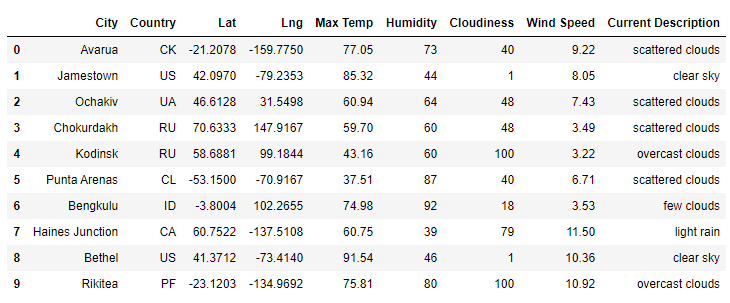 City Country Lat Lng Max Temp Humidity Cloudiness Wind Speed Current Description
0 Avarua CK -21.2078 -159.7750 77.05 73 40 9.22 scattered clouds
1 Jamestown US 42.0970 -79.2353 85.32 44 1 8.05 clear sky
2 Ochakiv UA 46.6128 31.5498 60.94 64 48 7.43 scattered clouds
3 Chokurdakh RU 70.6333 147.9167 59.70 60 48 3.49 scattered clouds
4 Kodinsk RU 58.6881 99.1844 43.16 60 100 3.22 overcast clouds
5 Punta Arenas CL -53.1500 -70.9167 37.51 87 40 6.71 scattered clouds
6 Bengkulu ID -3.8004 102.2655 74.98 92 18 3.53 few clouds
7 Haines Junction CA 60.7522 -137.5108 60.75 39 79 11.50 light rain
8 Bethel US 41.3712 -73.4140 91.54 46 1 10.36 clear sky
9 Rikitea PF -23.1203 -134.9692 75.81 80 100 10.92 overcast clouds